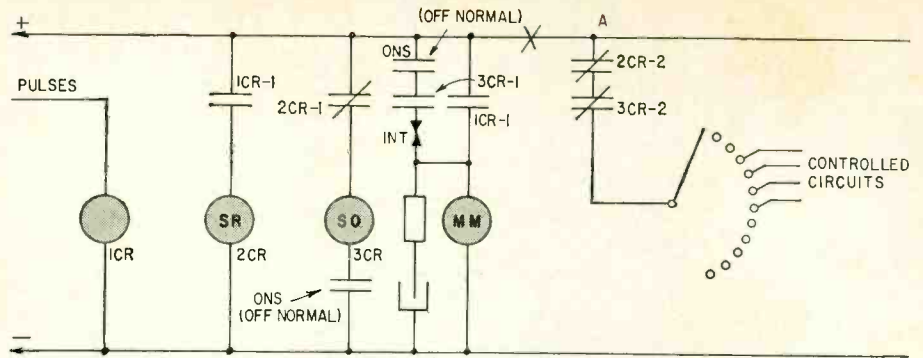 (OFF NORMAL)
+
A
ONS
2CR-2
1CR-1
3CR-1
PULSES
2CR-1
1CR-1
3CR-2
INT
CONTROLLED
CIRCUITS
SR
SO
MM
1CR
2CR
3CR
ONS
(OFF NORMAL)
−